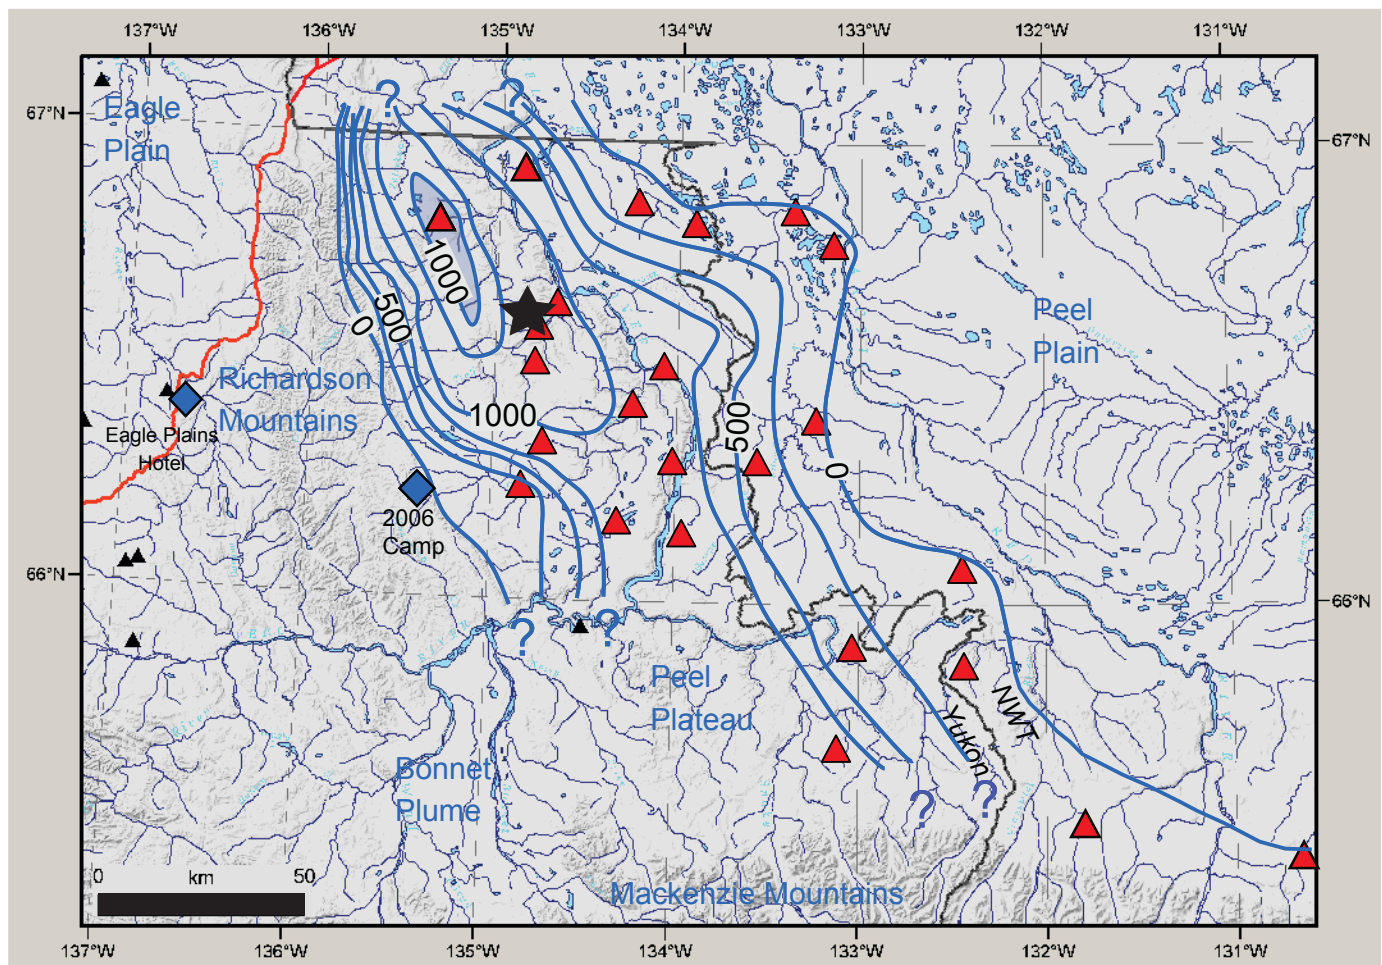 137°W 136°W 135°W 134°W 133°W 132°W 131°W
? ?
67°N
67°N
Eagle
Plain
1000
500
0
Peel
Plain
Richardson
Mountains
1000
500
0
Eagle Plains
Hotel
2006
Camp
66°N
66°N
? ?
Peel
Plateau
NWT
Yukon
Bonnet
Plume
? ?
0 km 50
Mackenzie Mountains
137°W 136°W 135°W 134°W 133°W 132°W 131°W